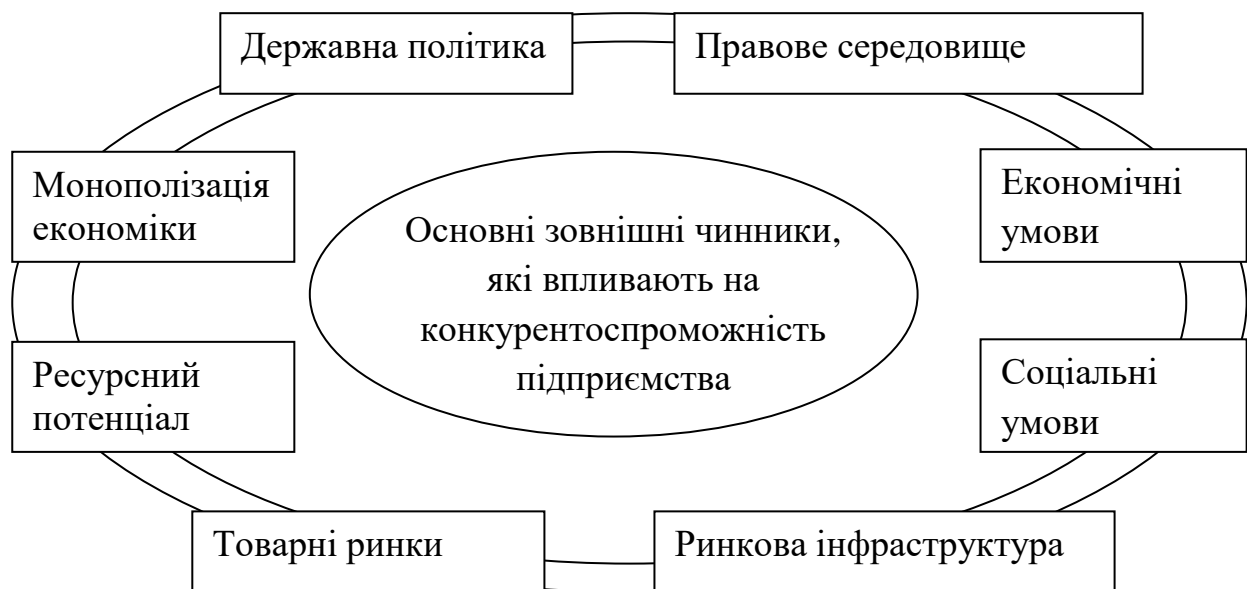 Державна політика
Правове середовище
Монополізація
економіки
Економічні
умови
Основні зовнішні чинники,
які впливають на
конкурентоспроможність
підприємства
Ресурсний
потенціал
Соціальні
умови
Товарні ринки
Ринкова інфраструктура